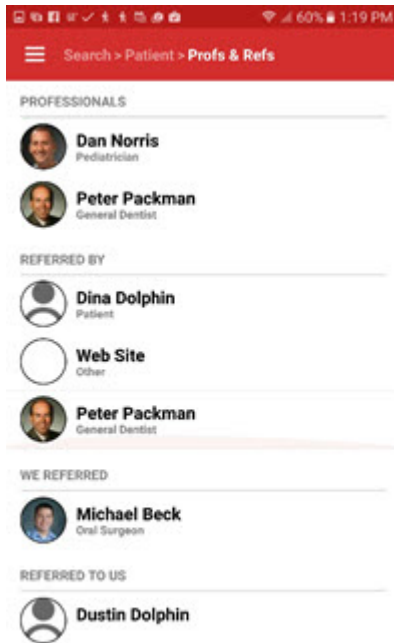 60% 1:19 PM
Search > Patient > Profs & Refs
PROFESSIONALS
Dan Norris
Pediatrician
Peter Packman
General Dentist
REFERRED BY
Dina Dolphin
Patient
Web Site
Other
Peter Packman
General Dentist
WE REFERRED
Michael Beck
Oral Surgeon
REFERRED TO US
Dustin Dolphin